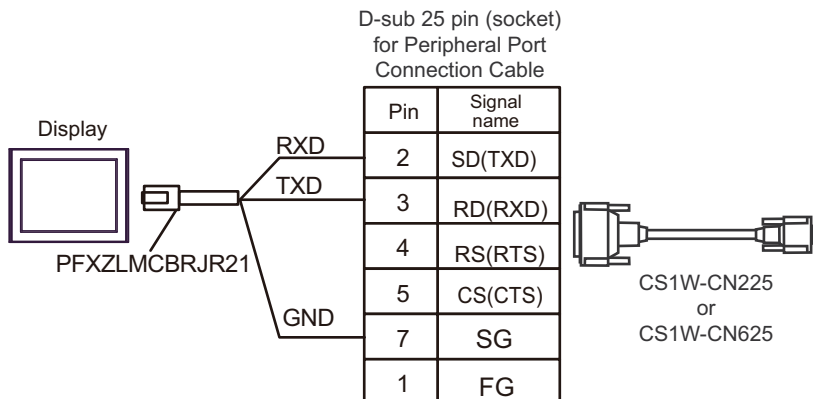 D-sub 25 pin (socket)
for Peripheral Port
Connection Cable
Display
Pin
Signal
name
RXD
2
SD(TXD)
TXD
3
RD(RXD)
4
RS(RTS)
5
CS(CTS)
GND
7
SG
1
FG
PFXZLMCBRJR21
CS1W-CN225
or
CS1W-CN625